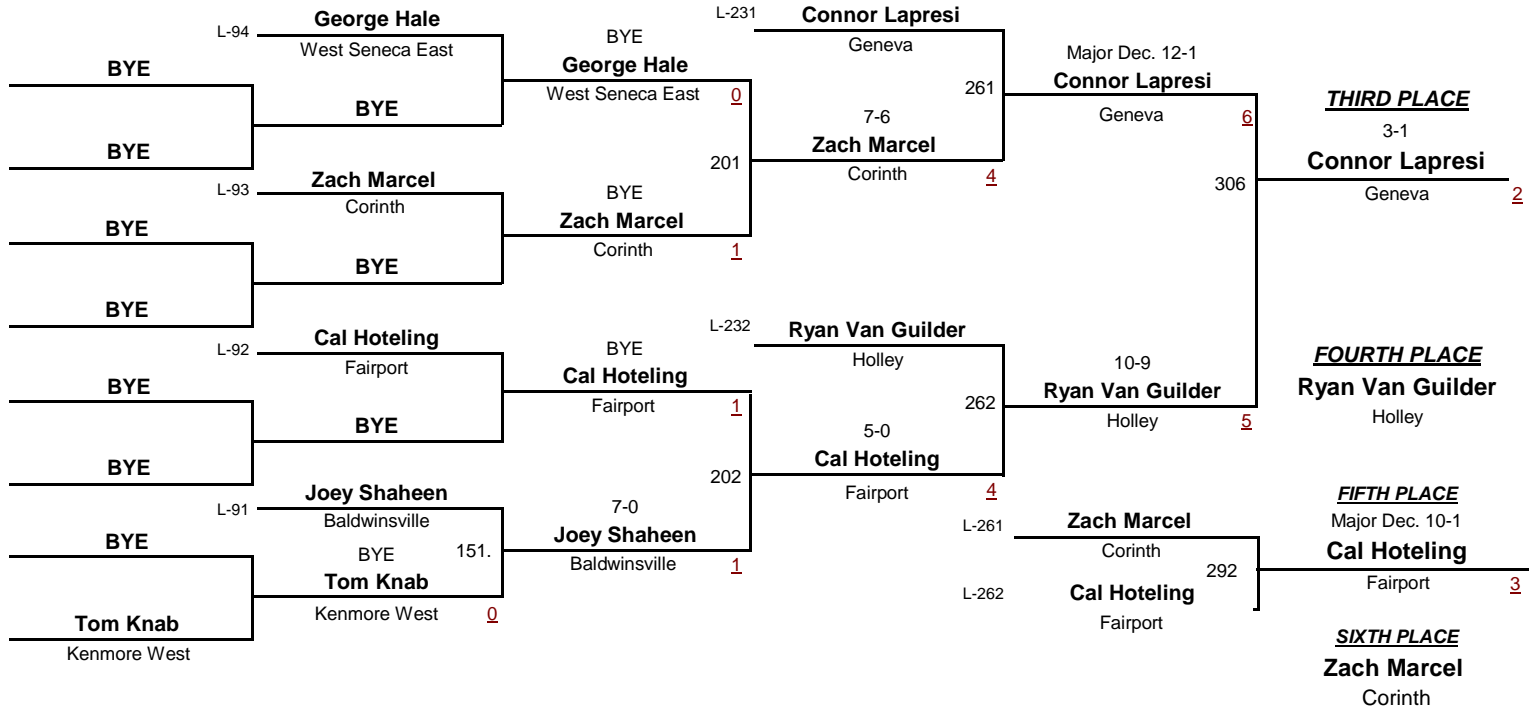 L-94
George Hale
West Seneca East
BYE
BYE
BYE
L-93
Zach Marcel
Corinth
BYE
BYE
BYE
L-92
Cal Hoteling
Fairport
BYE
BYE
BYE
L-91
Joey Shaheen
Baldwinsville
BYE
BYE
Tom Knab
Kenmore West
0
Tom Knab
Kenmore West
151.
BYE
George Hale
West Seneca East
0
201
BYE
Zach Marcel
Corinth
1
BYE
Cal Hoteling
Fairport
1
202
7-0
Joey Shaheen
Baldwinsville
1
L-231
Connor Lapresi
Geneva
261
7-6
Zach Marcel
Corinth
4
L-232
Ryan Van Guilder
Holley
262
5-0
Cal Hoteling
Fairport
4
Major Dec. 12-1
Connor Lapresi
Geneva
6
306
10-9
Ryan Van Guilder
Holley
5
L-261
Zach Marcel
Corinth
292
L-262
Cal Hoteling
Fairport
THIRD PLACE
3-1
Connor Lapresi
Geneva
2
FOURTH PLACE
Ryan Van Guilder
Holley
FIFTH PLACE
Major Dec. 10-1
Cal Hoteling
Fairport
3
SIXTH PLACE
Zach Marcel
Corinth